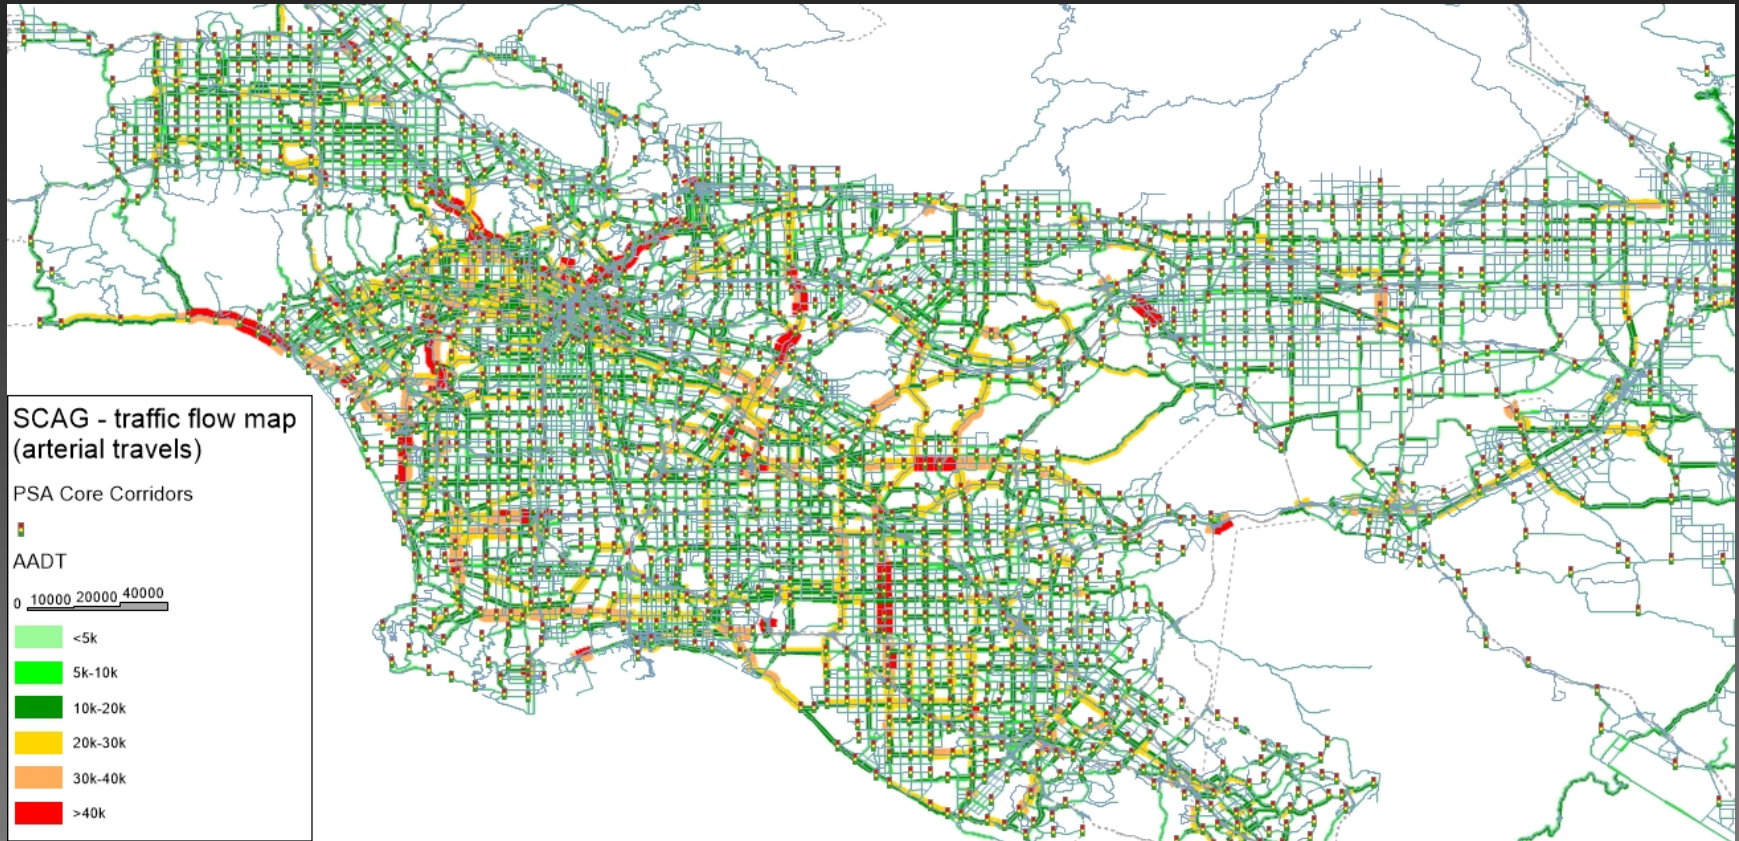 SCAG - traffic flow map
(arterial travels)
PSA Core Corridors
AADT
0 10000 20000 40000
<5k
5k-10k
10k-20k
20k-30k
30k-40k
>40k